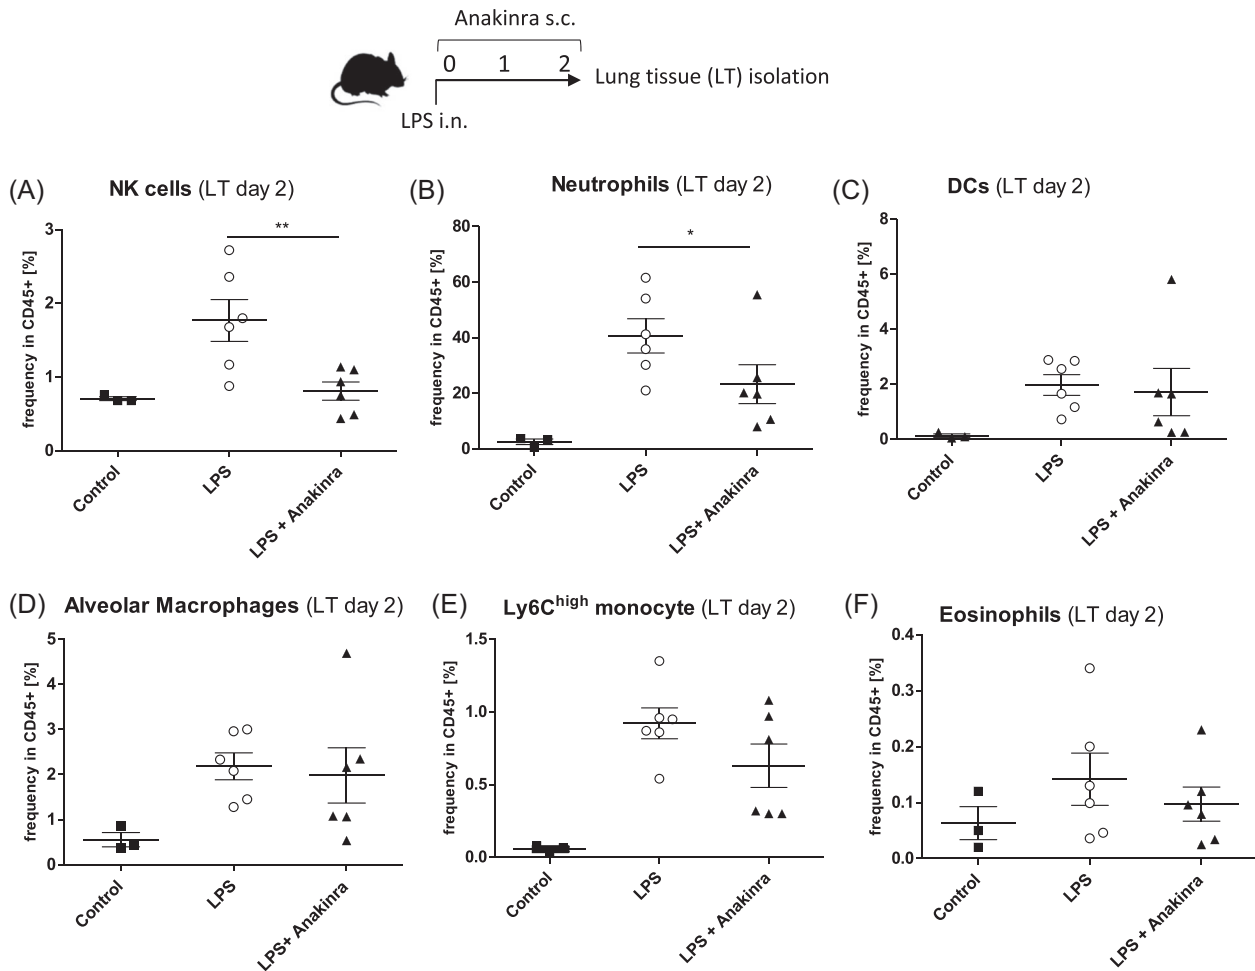 Anakinra s.c.
0 1 2
Lung tissue (LT) isolation
LPS i.n.
(A) NK cells (LT day 2)
**
frequency in CD45+ [%]
3
2
1
0
Control
LPS
LPS + Anakinra
(B) Neutrophils (LT day 2)
*
frequency in CD45+ [%]
80
60
40
20
0
Control
LPS
LPS+ Anakinra
(C) DCs (LT day 2)
frequency in CD45+ [%]
8
6
4
2
0
Control
LPS
LPS + Anakinra
(D) Alveolar Macrophages (LT day 2)
frequency in CD45+ [%]
5
4
3
2
1
0
Control
LPS
LPS+ Anakinra
(E) Ly6Chigh monocyte (LT day 2)
frequency in CD45+ [%]
1.5
1.0
0.5
0.0
Control
LPS
LPS + Anakinra
(F) Eosinophils (LT day 2)
frequency in CD45+ [%]
0.4
0.3
0.2
0.1
0.0
Control
LPS
LPS + Anakinra